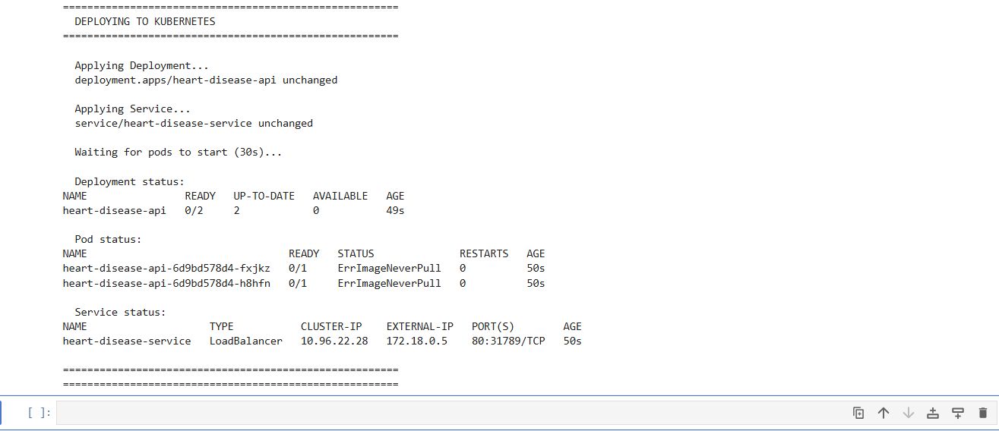 =======================================================
DEPLOYING TO KUBERNETES
=======================================================
Applying Deployment...
deployment.apps/heart-disease-api unchanged
Applying Service...
service/heart-disease-service unchanged
Waiting for pods to start (30s)...
Deployment status:
NAME                READY   UP-TO-DATE   AVAILABLE   AGE
heart-disease-api   0/2     2            0           49s
Pod status:
NAME                                 READY   STATUS              RESTARTS   AGE
heart-disease-api-6d9bd578d4-fxjkz   0/1     ErrImageNeverPull   0          50s
heart-disease-api-6d9bd578d4-h8hfn   0/1     ErrImageNeverPull   0          50s
Service status:
NAME                    TYPE           CLUSTER-IP    EXTERNAL-IP   PORT(S)        AGE
heart-disease-service   LoadBalancer   10.96.22.28   172.18.0.5    80:31789/TCP   50s
=======================================================
=======================================================
[ ]: